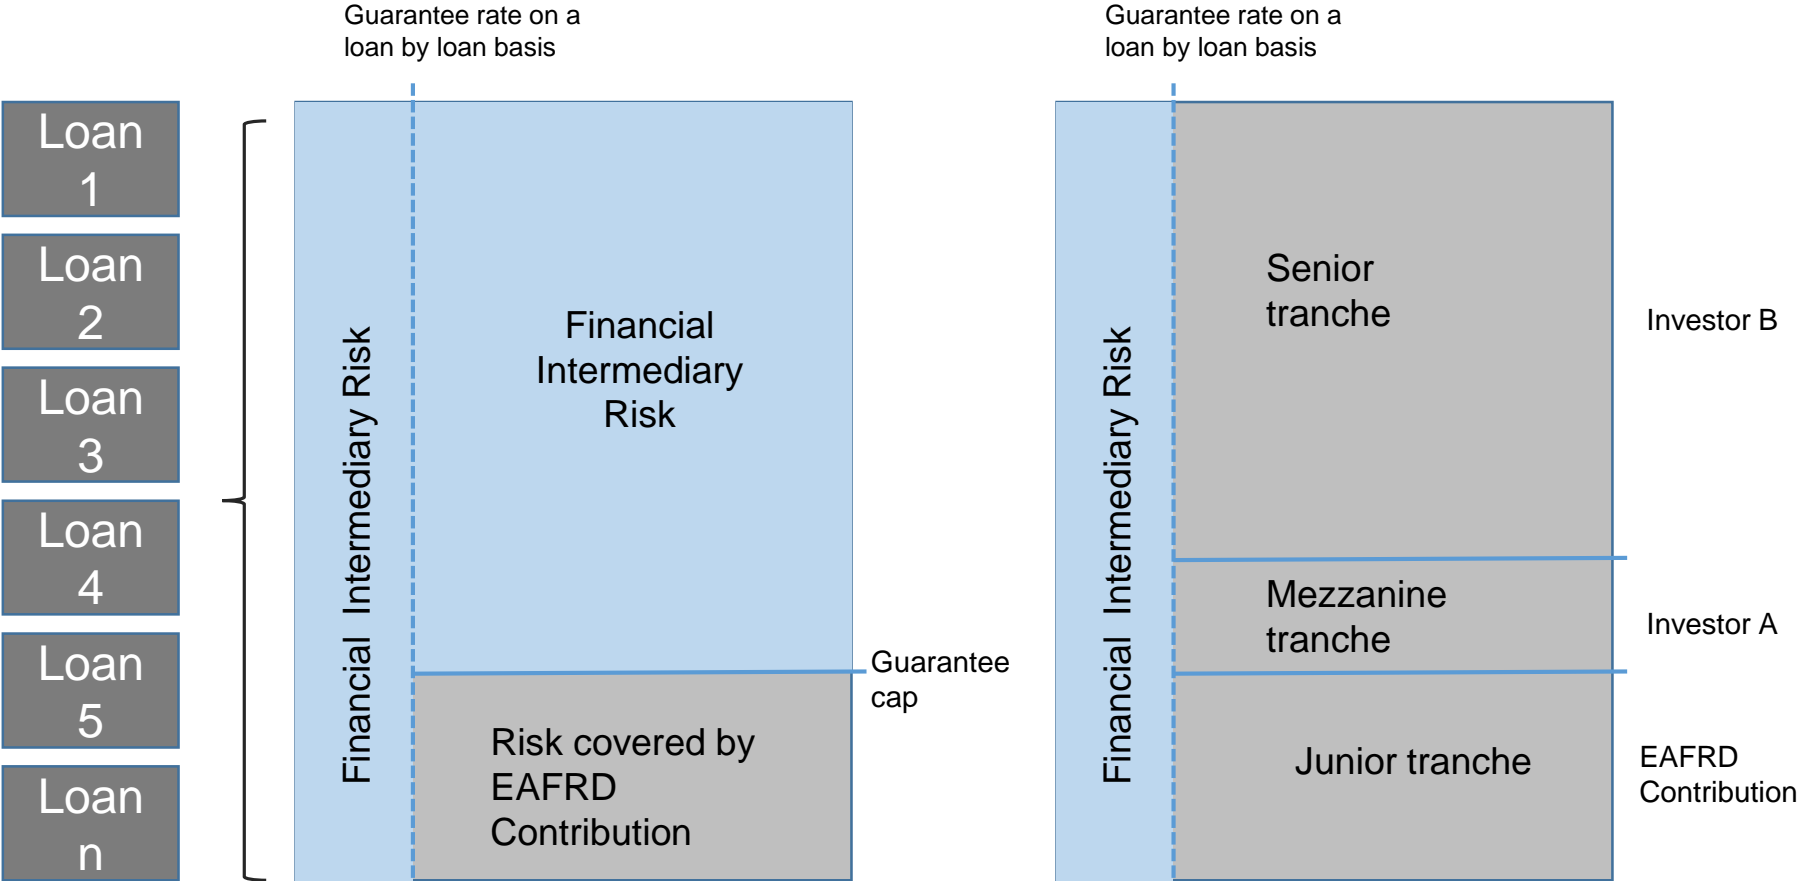 Guarantee rate on a
loan by loan basis
Guarantee rate on a
loan by loan basis
Loan
1
Loan
2
Loan
3
Loan
4
Loan
5
Loan
n
Financial Intermediary Risk
Financial
Intermediary
Risk
Guarantee
cap
Risk covered by
EAFRD
Contribution
Financial Intermediary Risk
Senior
tranche
Investor B
Mezzanine
tranche
Investor A
Junior tranche
EAFRD
Contribution